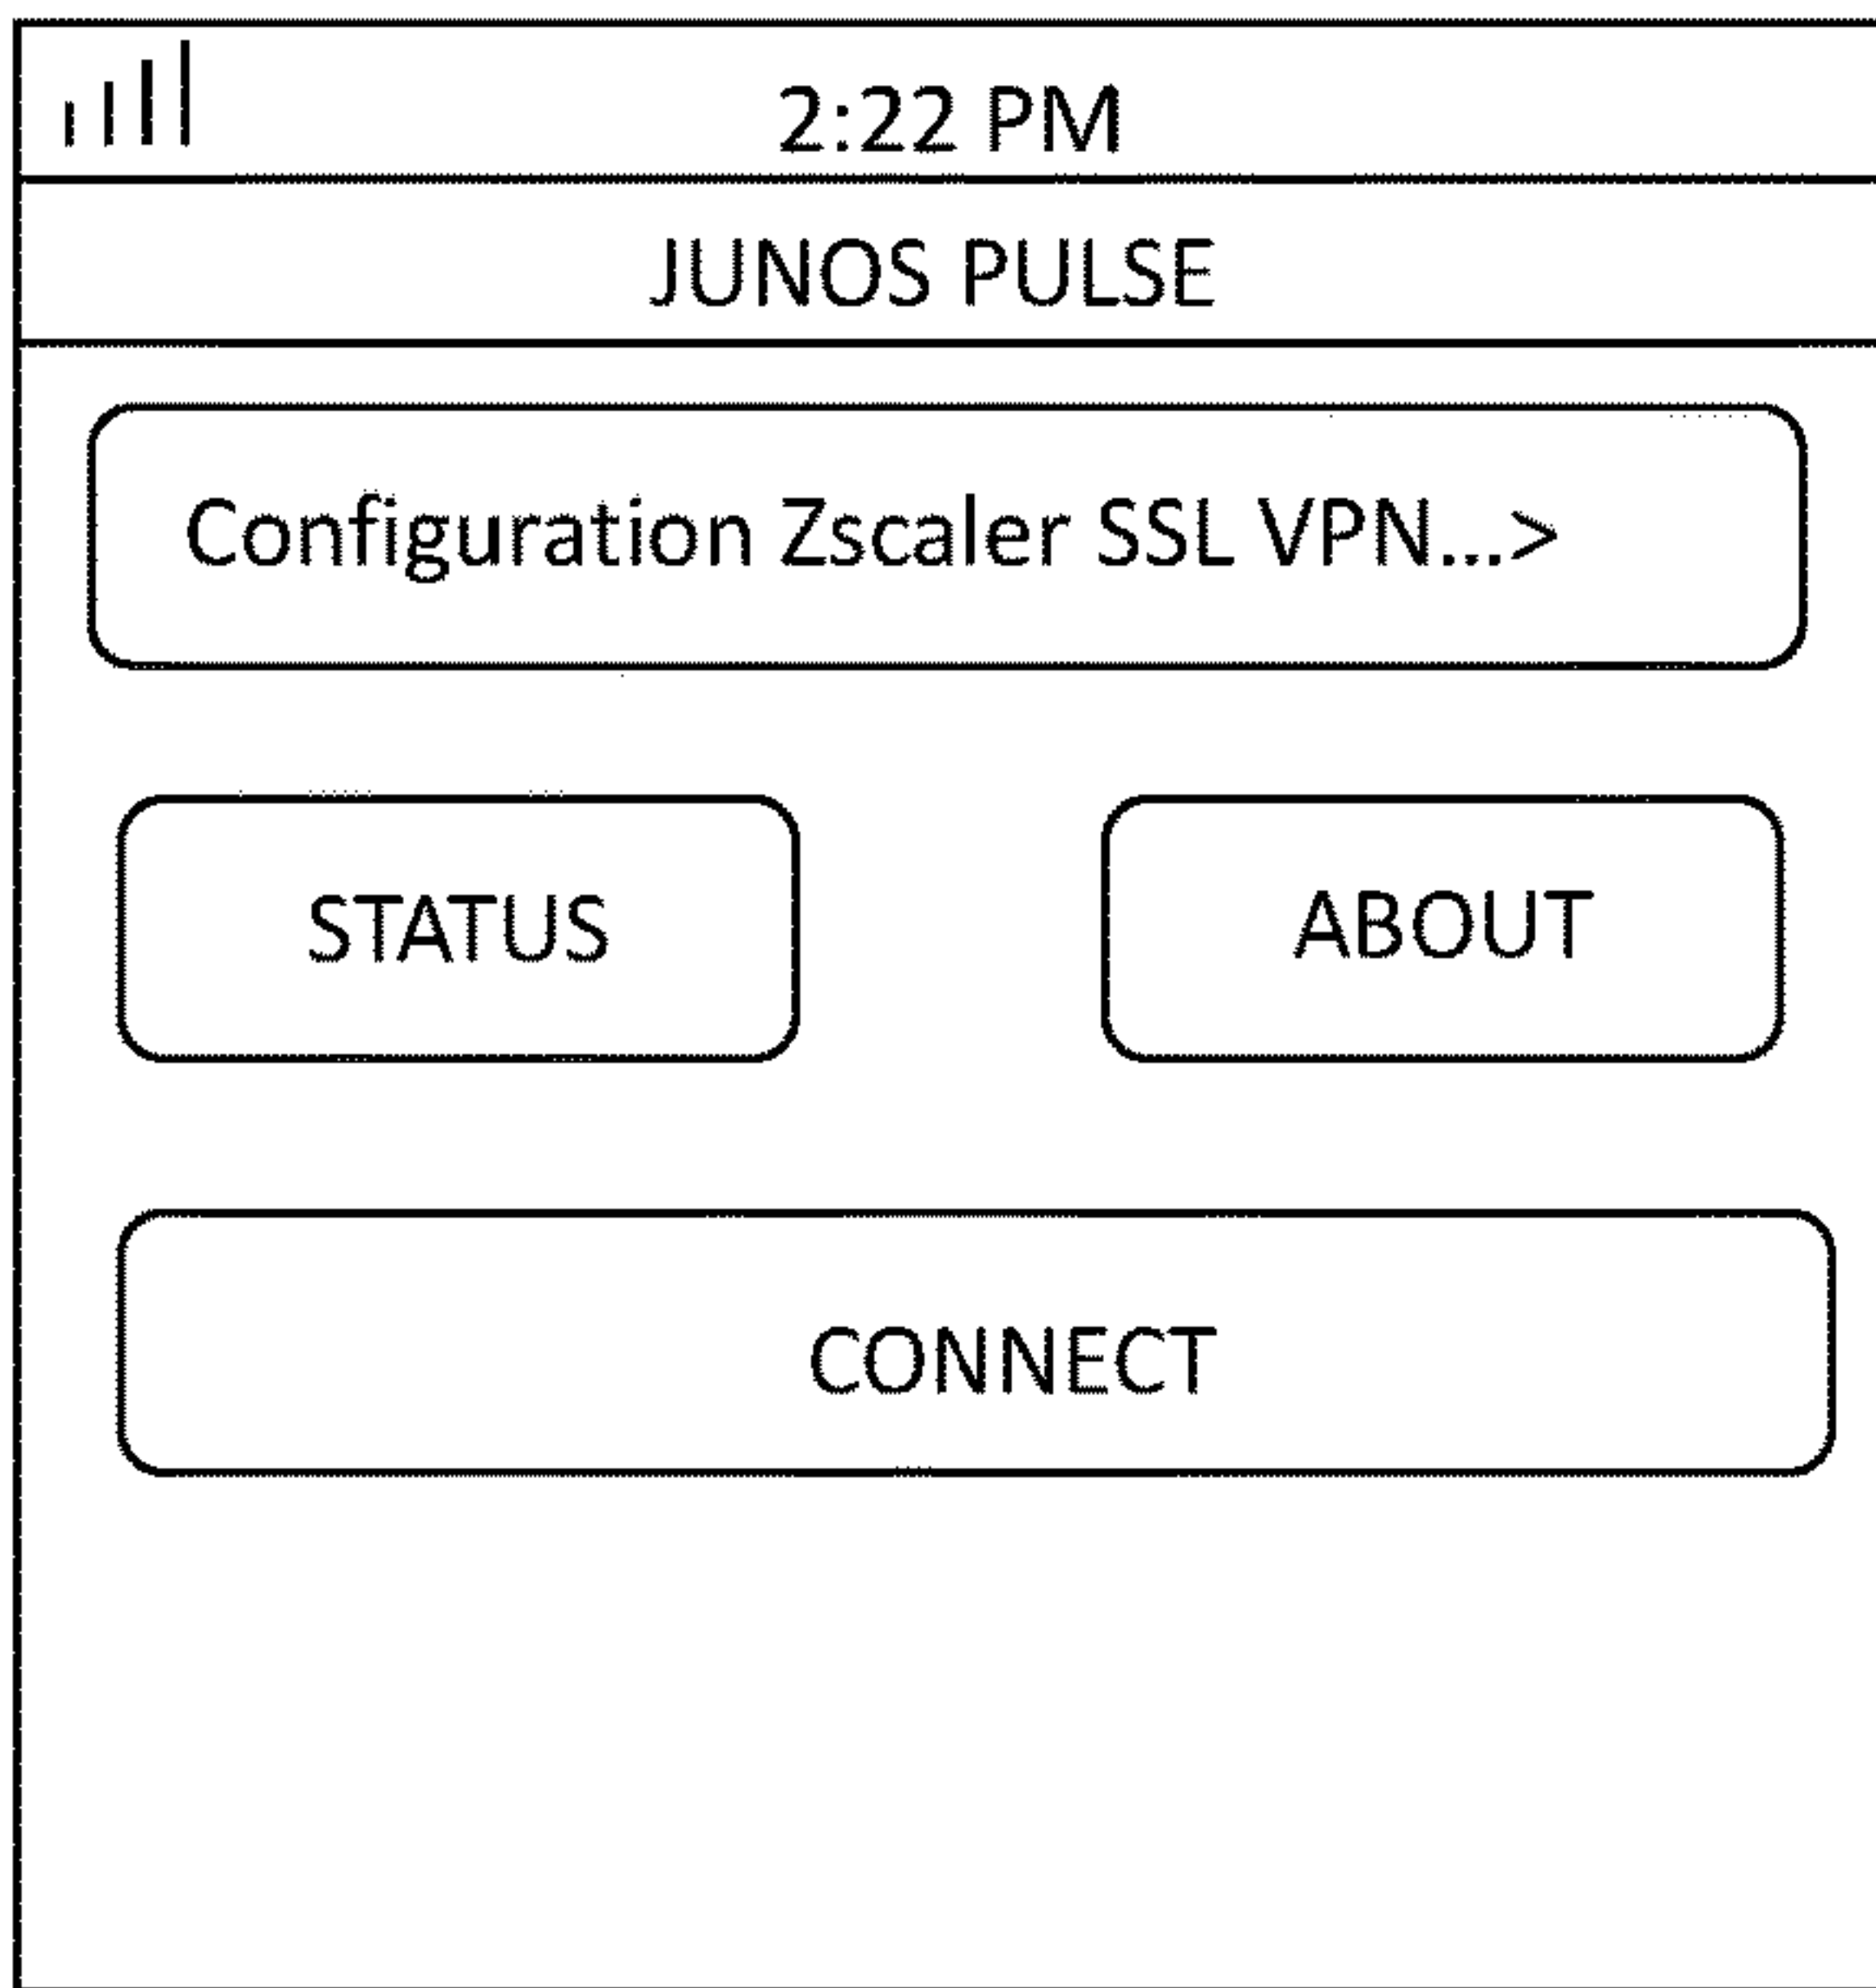 2:22 PM
JUNOS PULSE
Configuration Zscaler SSL VPN...>
STATUS
ABOUT
CONNECT